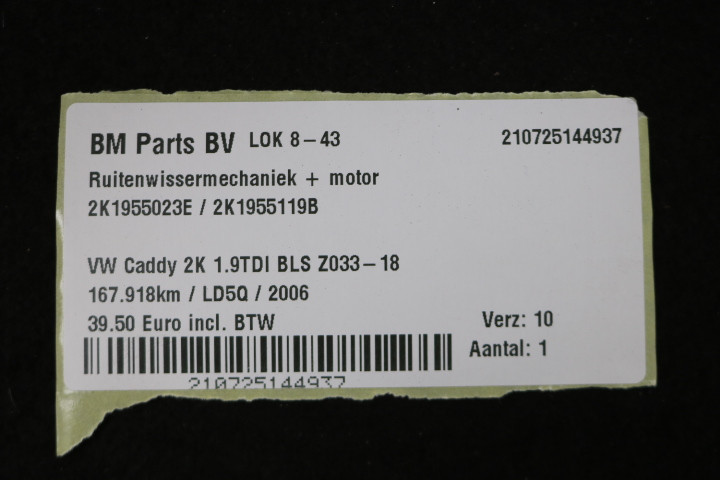 BM Parts BV LOK 8-43 210725144937
Ruitenwissermechaniek + motor
2K1955023E / 2K1955119B
VW Caddy 2K 1.9TDI BLS Z033-18
167.918km / LD5Q / 2006
39.50 Euro incl. BTW Verz: 10
Aantal: 1
210725144937